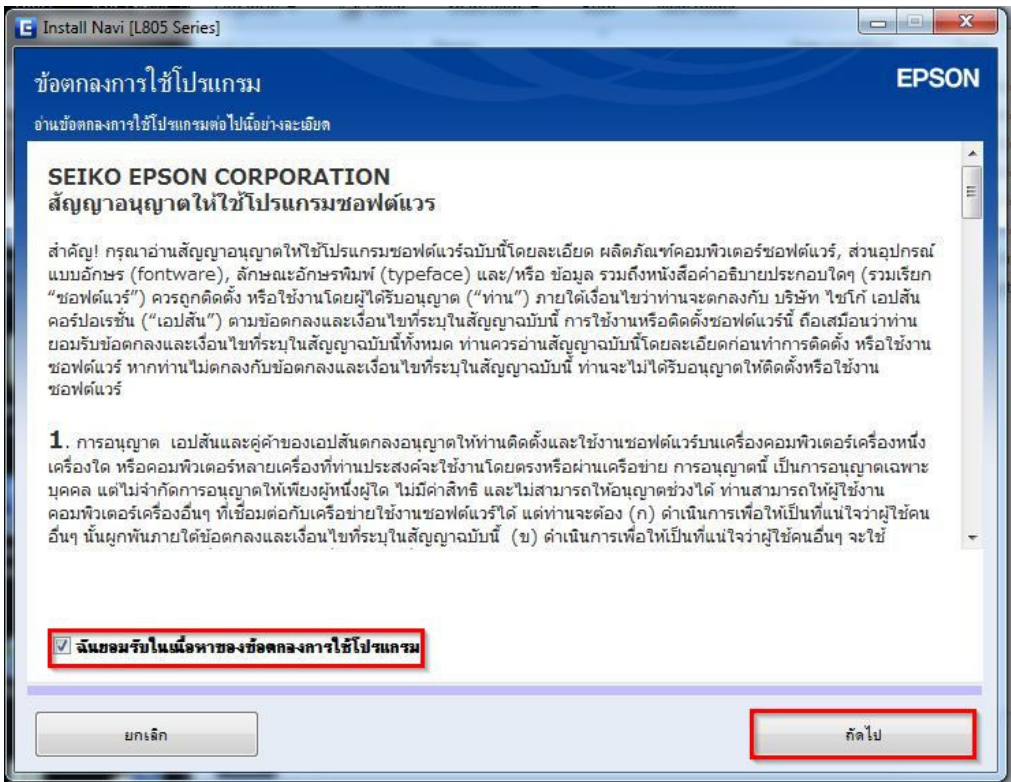 Install Navi [L805 Series]
ข้อตกลงการใช้โปรแกรม
EPSON
อ่านข้อตกลงการใช้โปรแกรมต่อไปนี้อย่างละเอียด
SEIKO EPSON CORPORATION
สัญญาอนุญาตให้ใช้โปรแกรมซอฟต์แวร
สำคัญ! กรุณาอ่านสัญญาอนุญาตให้ใช้โปรแกรมซอฟต์แวร์ฉบับนี้โดยละเอียด ผลิตภัณฑ์คอมพิวเตอร์ซอฟต์แวร์, ส่วนอุปกรณ์
แบบอักษร (fontware), ลักษณะอักษรพิมพ์ (typeface) และ/หรือ ข้อมูล รวมถึงหนังสือคำอธิบายประกอบใดๆ (รวมเรียก
“ซอฟต์แวร์”) ควรถูกติดตั้ง หรือใช้งานโดยผู้ได้รับอนุญาต (“ท่าน”) ภายใต้เงื่อนไขว่าท่านจะตกลงกับ บริษัท ไซโก้ เอปสัน
คอร์ปอเรชั่น (“เอปสัน”) ตามข้อตกลงและเงื่อนไขที่ระบุในสัญญาฉบับนี้ การใช้งานหรือติดตั้งซอฟต์แวร์นี้ ถือเสมือนว่าท่าน
ยอมรับข้อตกลงและเงื่อนไขที่ระบุในสัญญาฉบับนี้ทั้งหมด ท่านควรอ่านสัญญาฉบับนี้โดยละเอียดก่อนทำการติดตั้ง หรือใช้งาน
ซอฟต์แวร์ หากท่านไม่ตกลงกับข้อตกลงและเงื่อนไขที่ระบุในสัญญาฉบับนี้ ท่านจะไม่ได้รับอนุญาตให้ติดตั้งหรือใช้งาน
ซอฟต์แวร์
1. การอนุญาต เอปสันและคู่ค้าของเอปสันตกลงอนุญาตให้ท่านติดตั้งและใช้งานซอฟต์แวร์บนเครื่องคอมพิวเตอร์เครื่องหนึ่ง
เครื่องใด หรือคอมพิวเตอร์หลายเครื่องที่ท่านประสงค์จะใช้งานโดยตรงหรือผ่านเครือข่าย การอนุญาตนี้ เป็นการอนุญาตเฉพาะ
บุคคล แต่ไม่จำกัดการอนุญาตให้เพียงผู้หนึ่งผู้ใด ไม่มีค่าสิทธิ และไม่สามารถให้อนุญาตช่วงได้ ท่านสามารถให้ผู้ใช้งาน
คอมพิวเตอร์เครื่องอื่นๆ ที่เชื่อมต่อกับเครือข่ายใช้งานซอฟต์แวร์ได้ แต่ท่านจะต้อง (ก) ดำเนินการเพื่อให้เป็นที่แน่ใจว่าผู้ใช้คน
อื่นๆ นั้นผูกพันภายใต้ข้อตกลงและเงื่อนไขที่ระบุในสัญญาฉบับนี้ (ข) ดำเนินการเพื่อให้เป็นที่แน่ใจว่าผู้ใช้คนอื่นๆ จะใช้
ฉันยอมรับในเนื้อหาของข้อตกลงการใช้โปรแกรม
ยกเลิก
ถัดไป